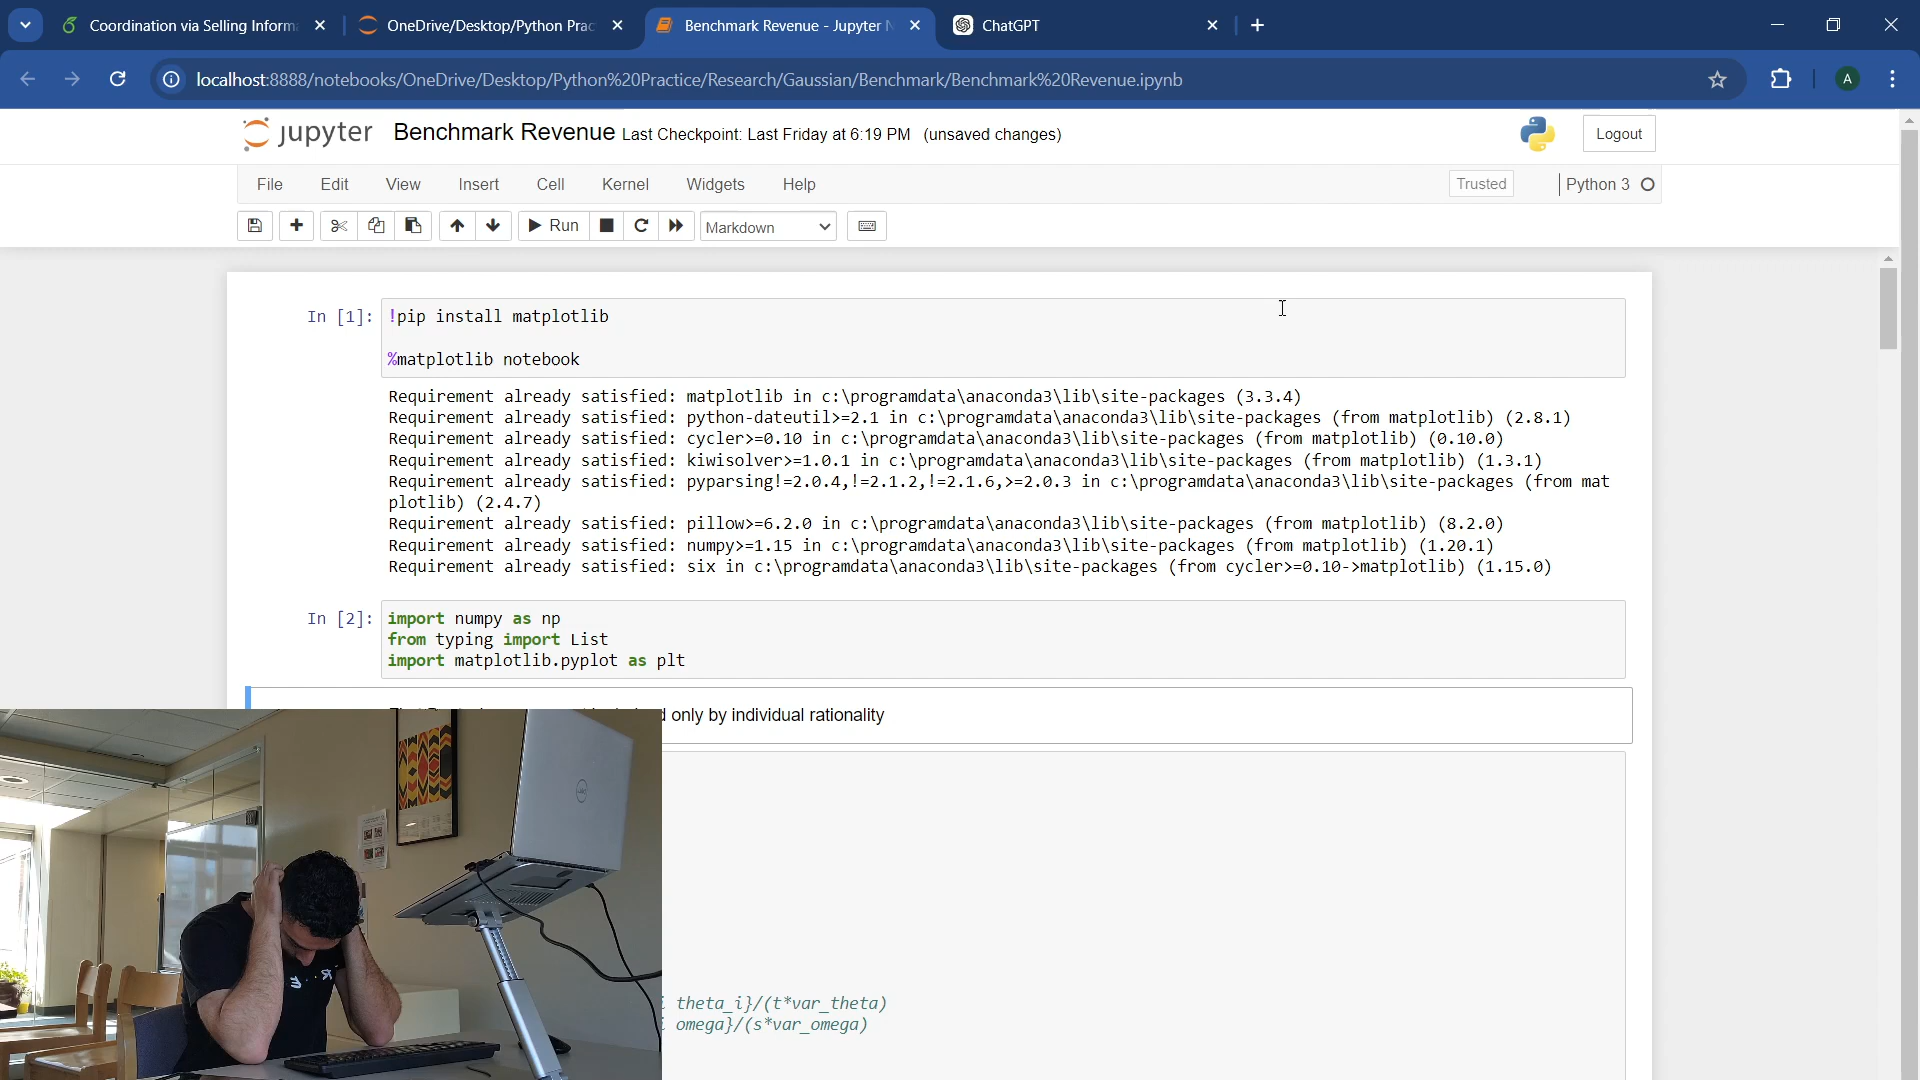 Coordination via Selling Inform
OneDrive/Desktop/Python Prac
Benchmark Revenue - Jupyter N
ChatGPT
localhost:8888/notebooks/OneDrive/Desktop/Python%20Practice/Research/Gaussian/Benchmark/Benchmark%20Revenue.ipynb
A
jupyter Benchmark Revenue Last Checkpoint: Last Friday at 6:19 PM (unsaved changes)
Logout
File Edit View Insert Cell Kernel Widgets Help
Trusted
Python 3
Run
Markdown
In [1]: !pip install matplotlib
%matplotlib notebook
Requirement already satisfied: matplotlib in c:\programdata\anaconda3\lib\site-packages (3.3.4)
Requirement already satisfied: python-dateutil>=2.1 in c:\programdata\anaconda3\lib\site-packages (from matplotlib) (2.8.1)
Requirement already satisfied: cycler>=0.10 in c:\programdata\anaconda3\lib\site-packages (from matplotlib) (0.10.0)
Requirement already satisfied: kiwisolver>=1.0.1 in c:\programdata\anaconda3\lib\site-packages (from matplotlib) (1.3.1)
Requirement already satisfied: pyparsing!=2.0.4,!=2.1.2,!=2.1.6,>=2.0.3 in c:\programdata\anaconda3\lib\site-packages (from mat
plotlib) (2.4.7)
Requirement already satisfied: pillow>=6.2.0 in c:\programdata\anaconda3\lib\site-packages (from matplotlib) (8.2.0)
Requirement already satisfied: numpy>=1.15 in c:\programdata\anaconda3\lib\site-packages (from matplotlib) (1.20.1)
Requirement already satisfied: six in c:\programdata\anaconda3\lib\site-packages (from cycler>=0.10->matplotlib) (1.15.0)
In [2]: import numpy as np
from typing import List
import matplotlib.pyplot as plt
only by individual rationality
theta_i}/(t*var_theta)
omega}/(s*var_omega)